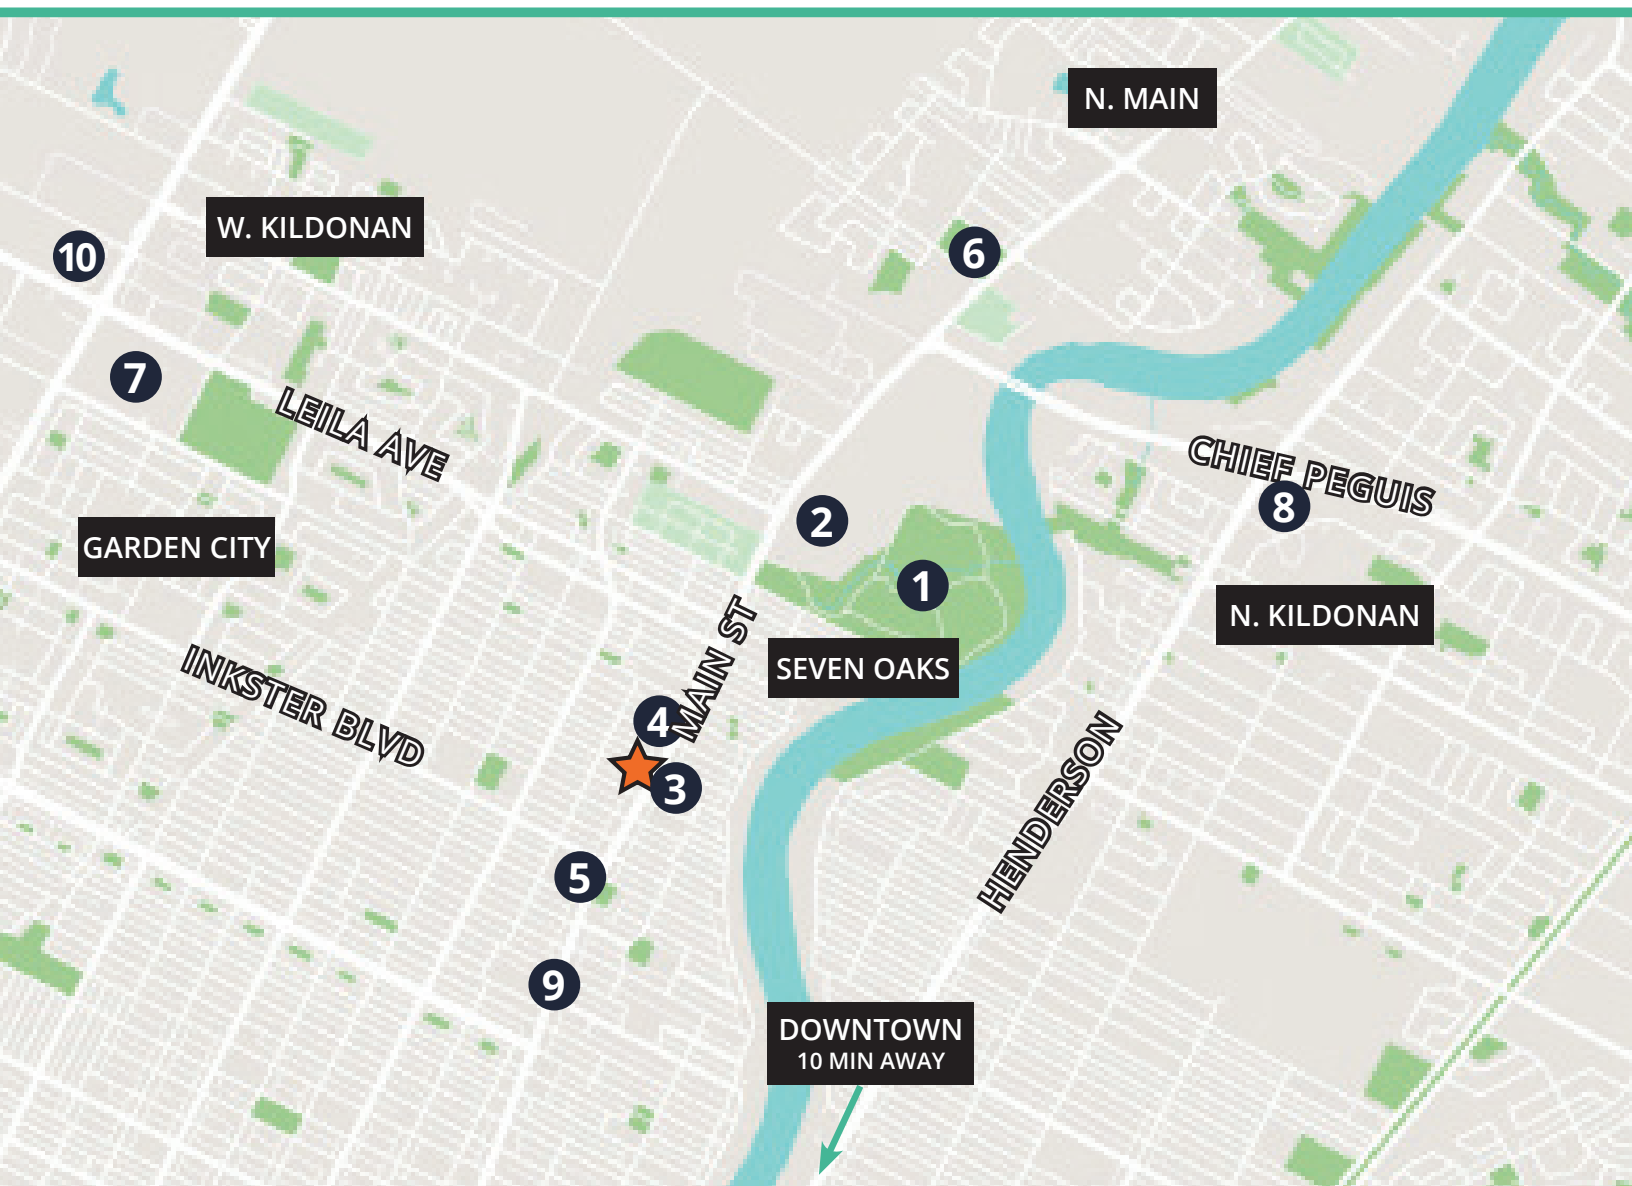 N. MAIN
W. KILDONAN
10
6
7
LEILA AVE
CHIEF PEGUIS
8
2
GARDEN CITY
1
N. KILDONAN
MAIN ST
SEVEN OAKS
INKSTER BLVD
4
3
HENDERSON
5
9
DOWNTOWN
10 MIN AWAY